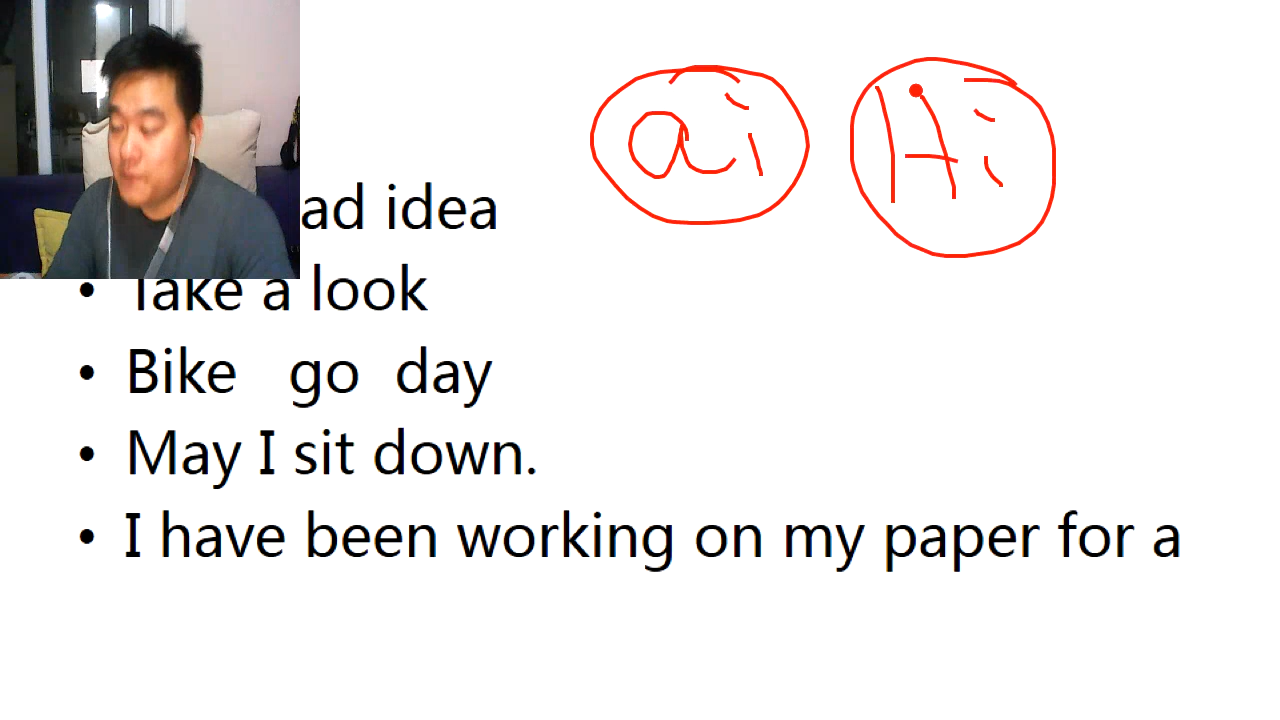 ai Hi
ad idea
• Take a look
• Bike go day
• May I sit down.
• I have been working on my paper for a